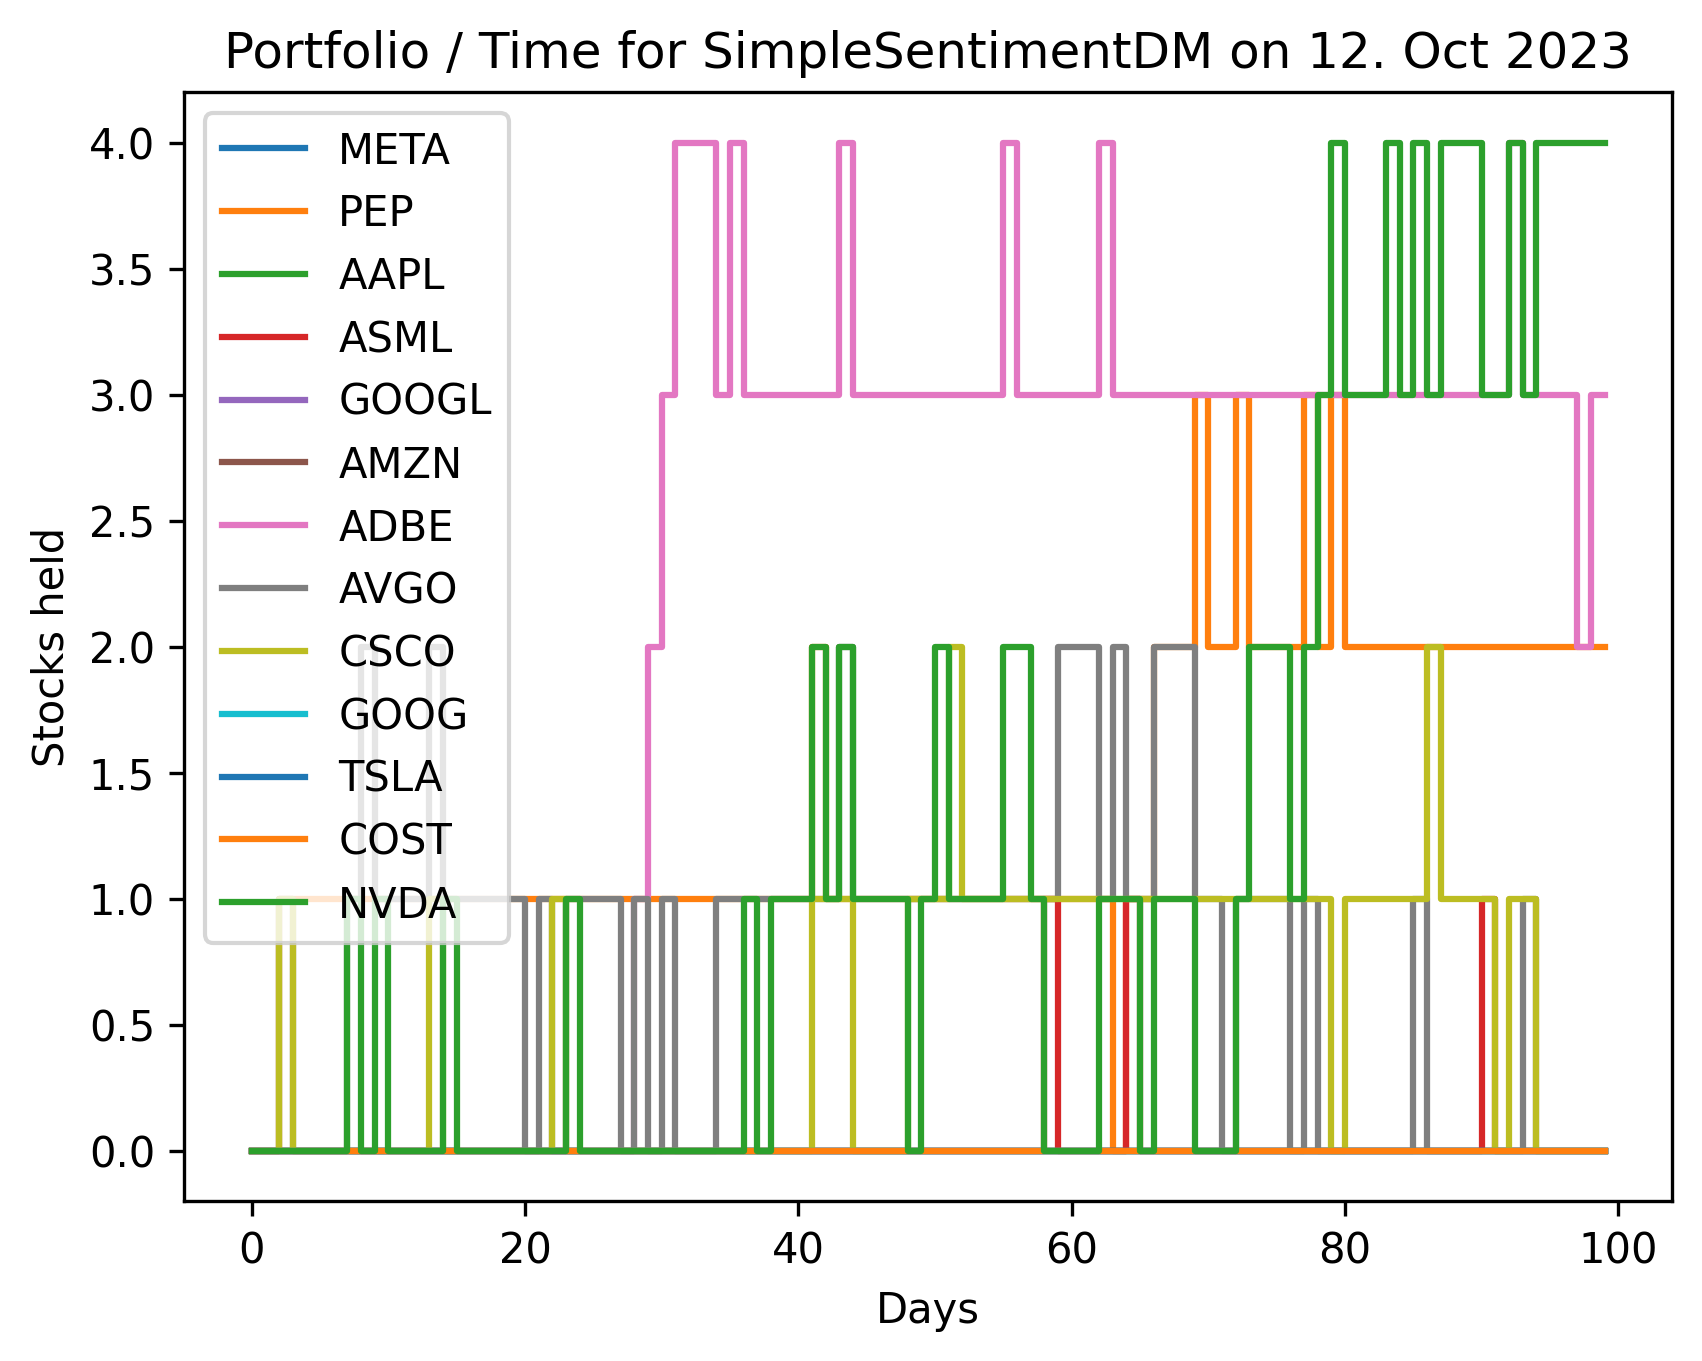 Portfolio / Time for SimpleSentimentDM on 12. Oct 2023
4.0
3.5
3.0
2.5
2.0
1.5
1.0
0.5
0.0
Stocks held
META
PEP
AAPL
ASML
GOOGL
AMZN
ADBE
AVGO
CSCO
GOOG
TSLA
COST
NVDA
0 20 40 60 80 100
Days